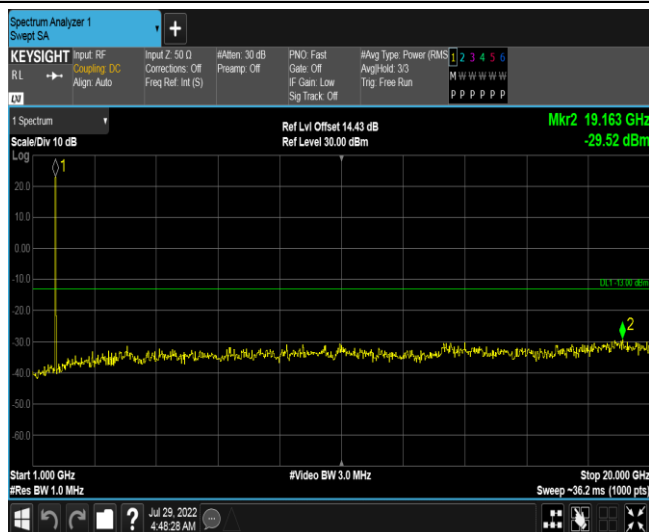 Spectrum Analyzer 1
Swept SA
+
KEYSIGHT Input: RF Input Z: 50 Ω #Atten: 30 dB PNO: Fast #Avg Type: Power (RMS 1 2 3 4 5 6
RL Coupling: DC Corrections: Off Preamp: Off Gate: Off Avg|Hold: 3/3 M W W W W W
Align: Auto Freq Ref: Int (S) IF Gain: Low Trig: Free Run
Sig Track: Off P P P P P P
LXI
1 Spectrum Ref Lvl Offset 14.43 dB Mkr2 19.163 GHz
Scale/Div 10 dB Ref Level 30.00 dBm -29.52 dBm
Log
1
20.0
10.0
0.00
-10.0
DL1 -13.00 dBm
-20.0
2
-30.0
-40.0
-50.0
-60.0
Start 1.000 GHz #Video BW 3.0 MHz Stop 20.000 GHz
#Res BW 1.0 MHz Sweep ~36.2 ms (1000 pts)
? Jul 29, 2022
4:48:28 AM